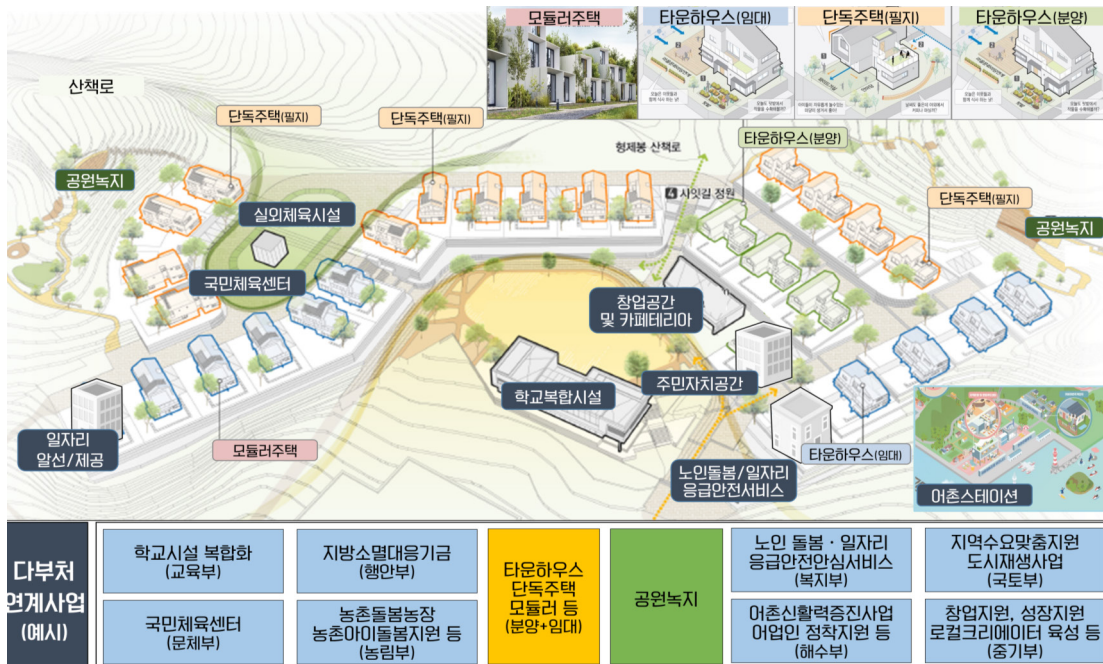 모듈러주택
타운하우스(임대)
단독주택(필지)
타운하우스(분양)
산책로
단독주택(필지)
단독주택(필지)
형제봉 산책로
타운하우스(분양)
공원녹지
4 사잇길 정원
단독주택(필지)
실외체육시설
공원녹지
국민체육센터
창업공간
및 카페테리아
주민자치공간
학교복합시설
일자리
알선/제공
모듈러주택
타운하우스(임대)
노인돌봄/일자리
응급안전서비스
어촌스테이션
다부처
연계사업
(예시)
학교시설 복합화
(교육부)
지방소멸대응기금
(행안부)
타운하우스
단독주택
모듈러 등
(분양+임대)
공원녹지
노인 돌봄 · 일자리
응급안전안심서비스
(복지부)
지역수요맞춤지원
도시재생사업
(국토부)
국민체육센터
(문체부)
농촌돌봄농장
농촌아이돌봄지원 등
(농림부)
어촌신활력증진사업
어업인 정착지원 등
(해수부)
창업지원, 성장지원
로컬크리에이터 육성 등
(중기부)